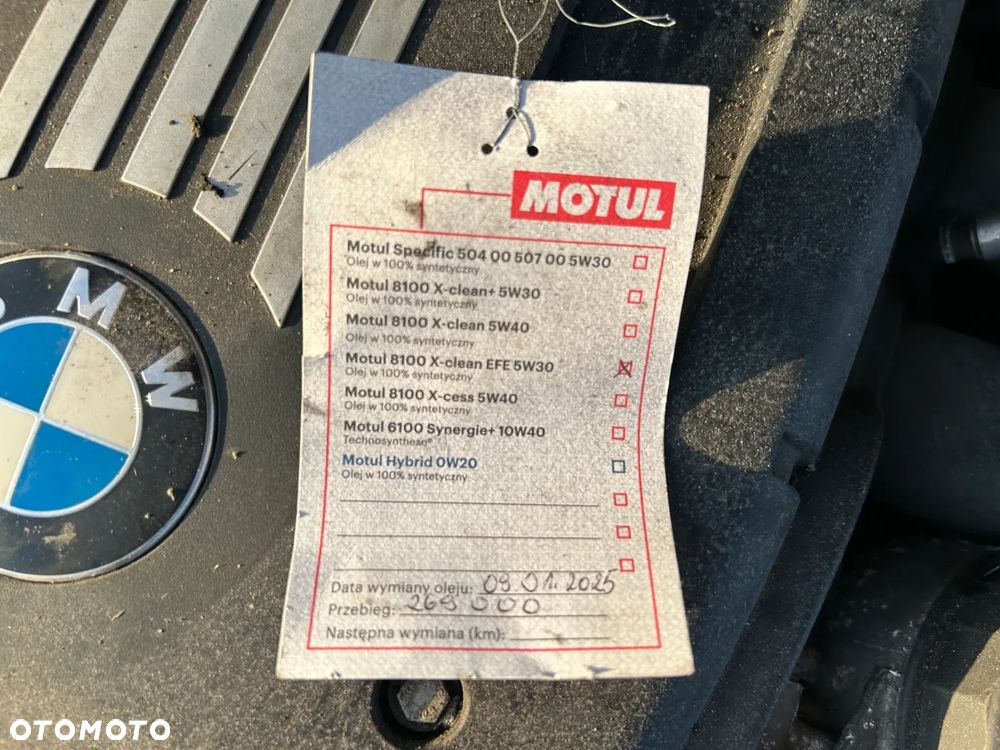 BMW
MOTUL
Motul Specific 504 00 507 00 5W30
Olej w 100% syntetyczny
Motul 8100 X-clean+ 5W30
Olej w 100% syntetyczny
Motul 8100 X-clean 5W40
Olej w 100% syntetyczny
Motul 8100 X-clean EFE 5W30
Olej w 100% syntetyczny
Motul 8100 X-cess 5W40
Olej w 100% syntetyczny
Motul 6100 Synergie+ 10W40
Technosynthese®
Motul Hybrid 0W20
Olej w 100% syntetyczny
Data wymiany oleju: 09.01.2025
Przebieg: 269 000
Następna wymiana (km):
OTOMOTO